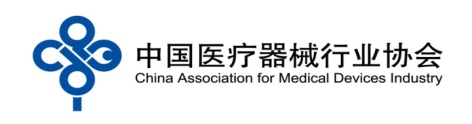 中国医疗器械行业协会
China Association for Medical Devices Industry